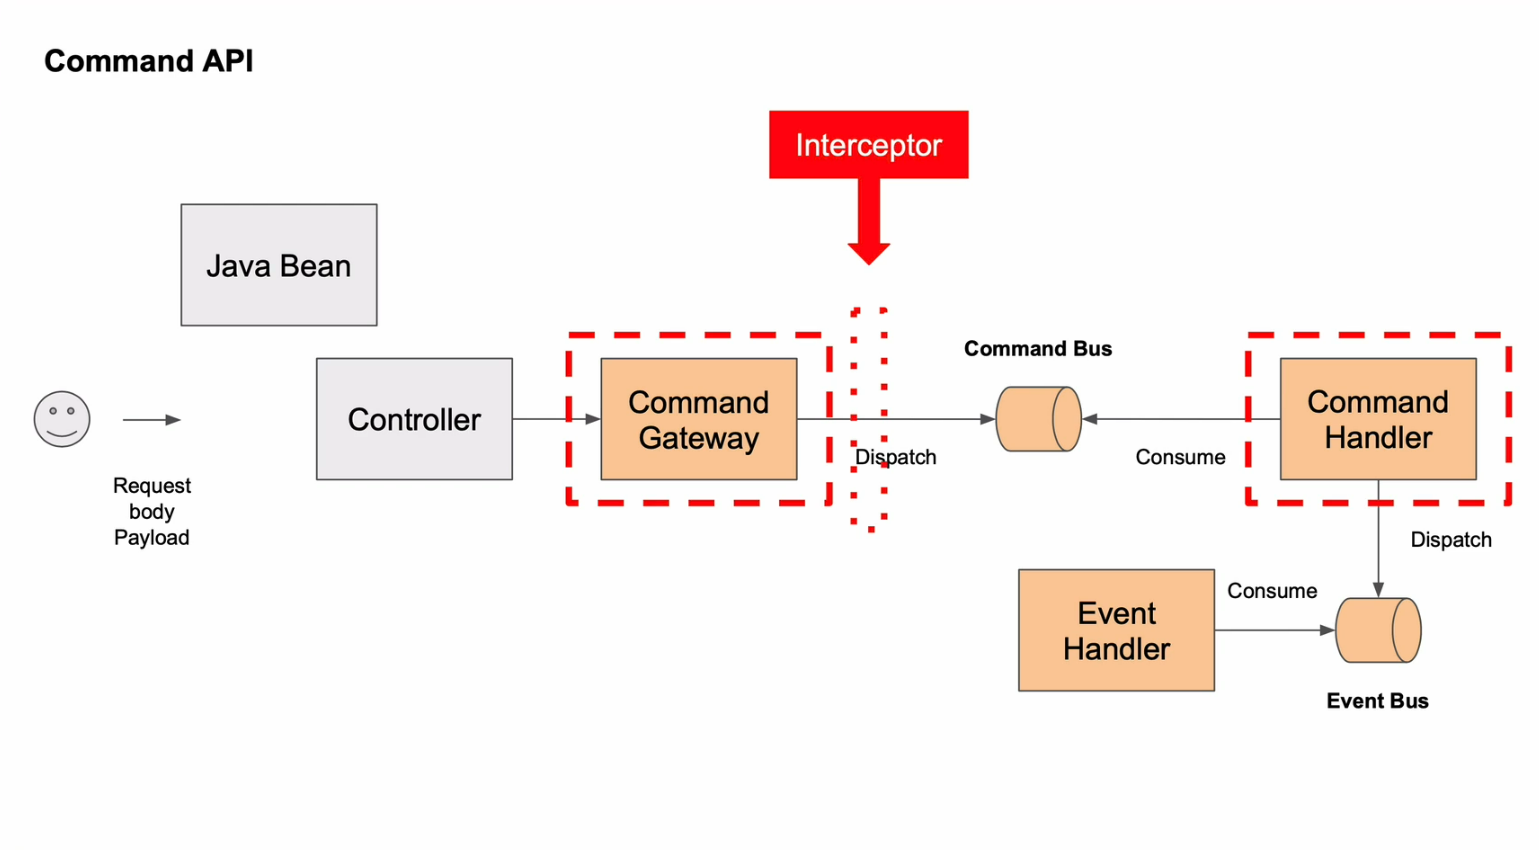 Command API
Interceptor
Java Bean
Command Bus
Controller
Command
Gateway
Command
Handler
Dispatch
Consume
Request
body
Payload
Dispatch
Consume
Event
Handler
Event Bus